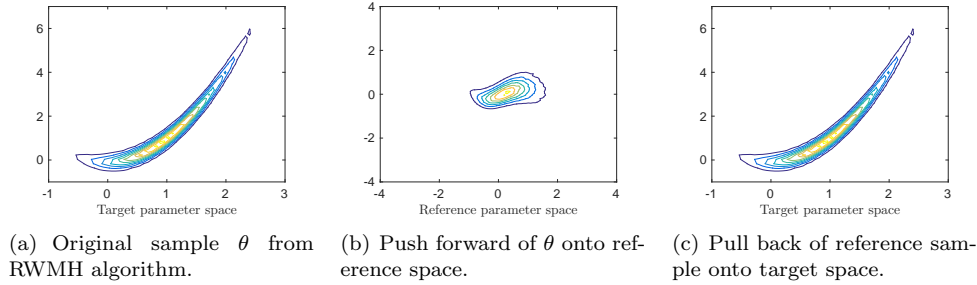 6
4
2
0
-1 0 1 2 3
Target parameter space
4
2
0
-2
-4
-4 -2 0 2 4
Reference parameter space
6
4
2
0
-1 0 1 2 3
Target parameter space
(a) Original sample θ from
RWMH algorithm.
(b) Push forward of θ onto ref-
erence space.
(c) Pull back of reference sam-
ple onto target space.